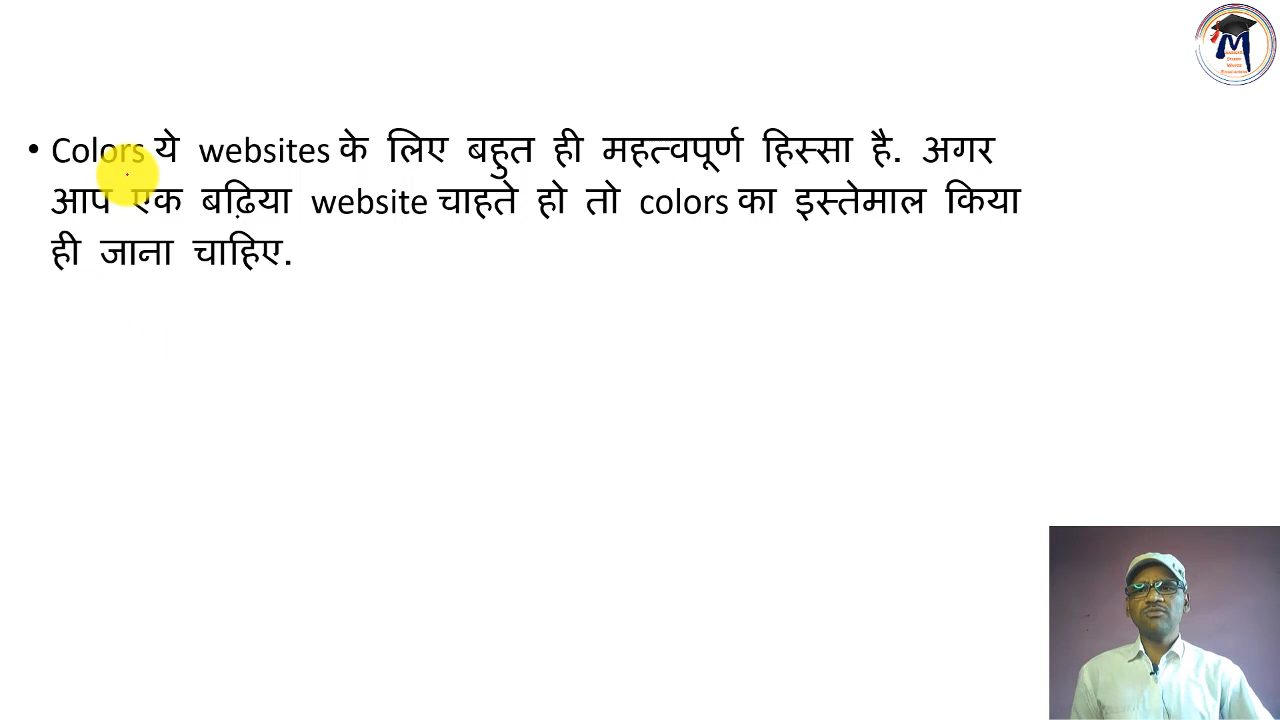 • Colors ये websites के लिए बहुत ही महत्वपूर्ण हिस्सा है. अगर
आप एक बढ़िया website चाहते हो तो colors का इस्तेमाल किया
ही जाना चाहिए.
M